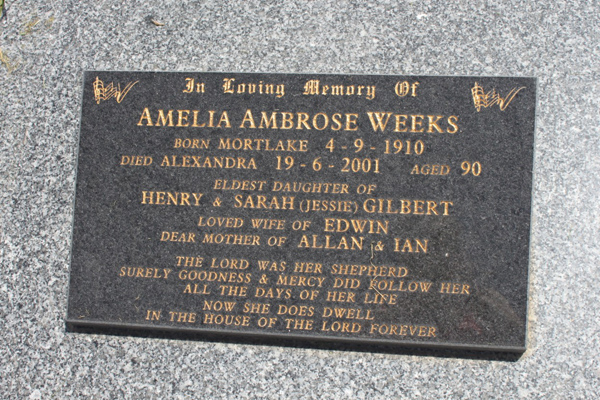 In Loving Memory Of
AMELIA AMBROSE WEEKS
BORN MORTLAKE 4-9-1910
DIED ALEXANDRA 19-6-2001 AGED 90
ELDEST DAUGHTER OF
HENRY & SARAH (JESSIE) GILBERT
LOVED WIFE OF EDWIN
DEAR MOTHER OF ALLAN & IAN
THE LORD WAS HER SHEPHERD
SURELY GOODNESS & MERCY DID FOLLOW HER
ALL THE DAYS OF HER LIFE
NOW SHE DOES DWELL
IN THE HOUSE OF THE LORD FOREVER